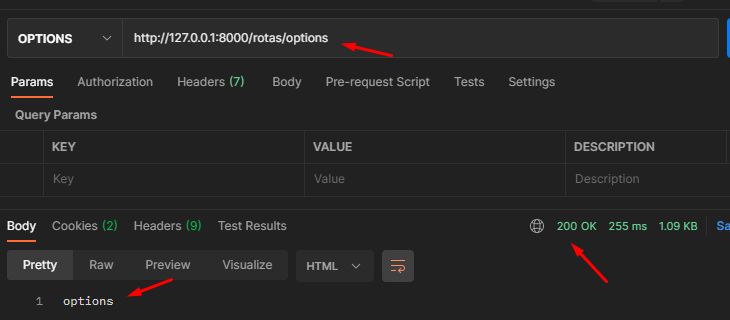 OPTIONS http://127.0.0.1:8000/rotas/options
Params Authorization Headers (7) Body Pre-request Script Tests Settings
Query Params
KEY VALUE DESCRIPTION
Key Value Description
Body Cookies (2) Headers (9) Test Results 200 OK 255 ms 1.09 KB Sa
Pretty Raw Preview Visualize HTML
1 options